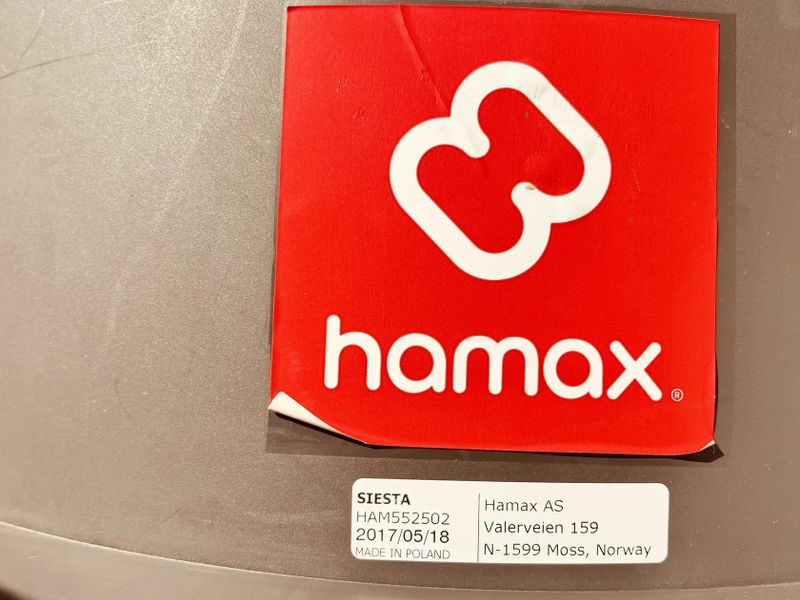 hamax®
SIESTA
HAM552502
2017/05/18
MADE IN POLAND
Hamax AS
Valerveien 159
N-1599 Moss, Norway